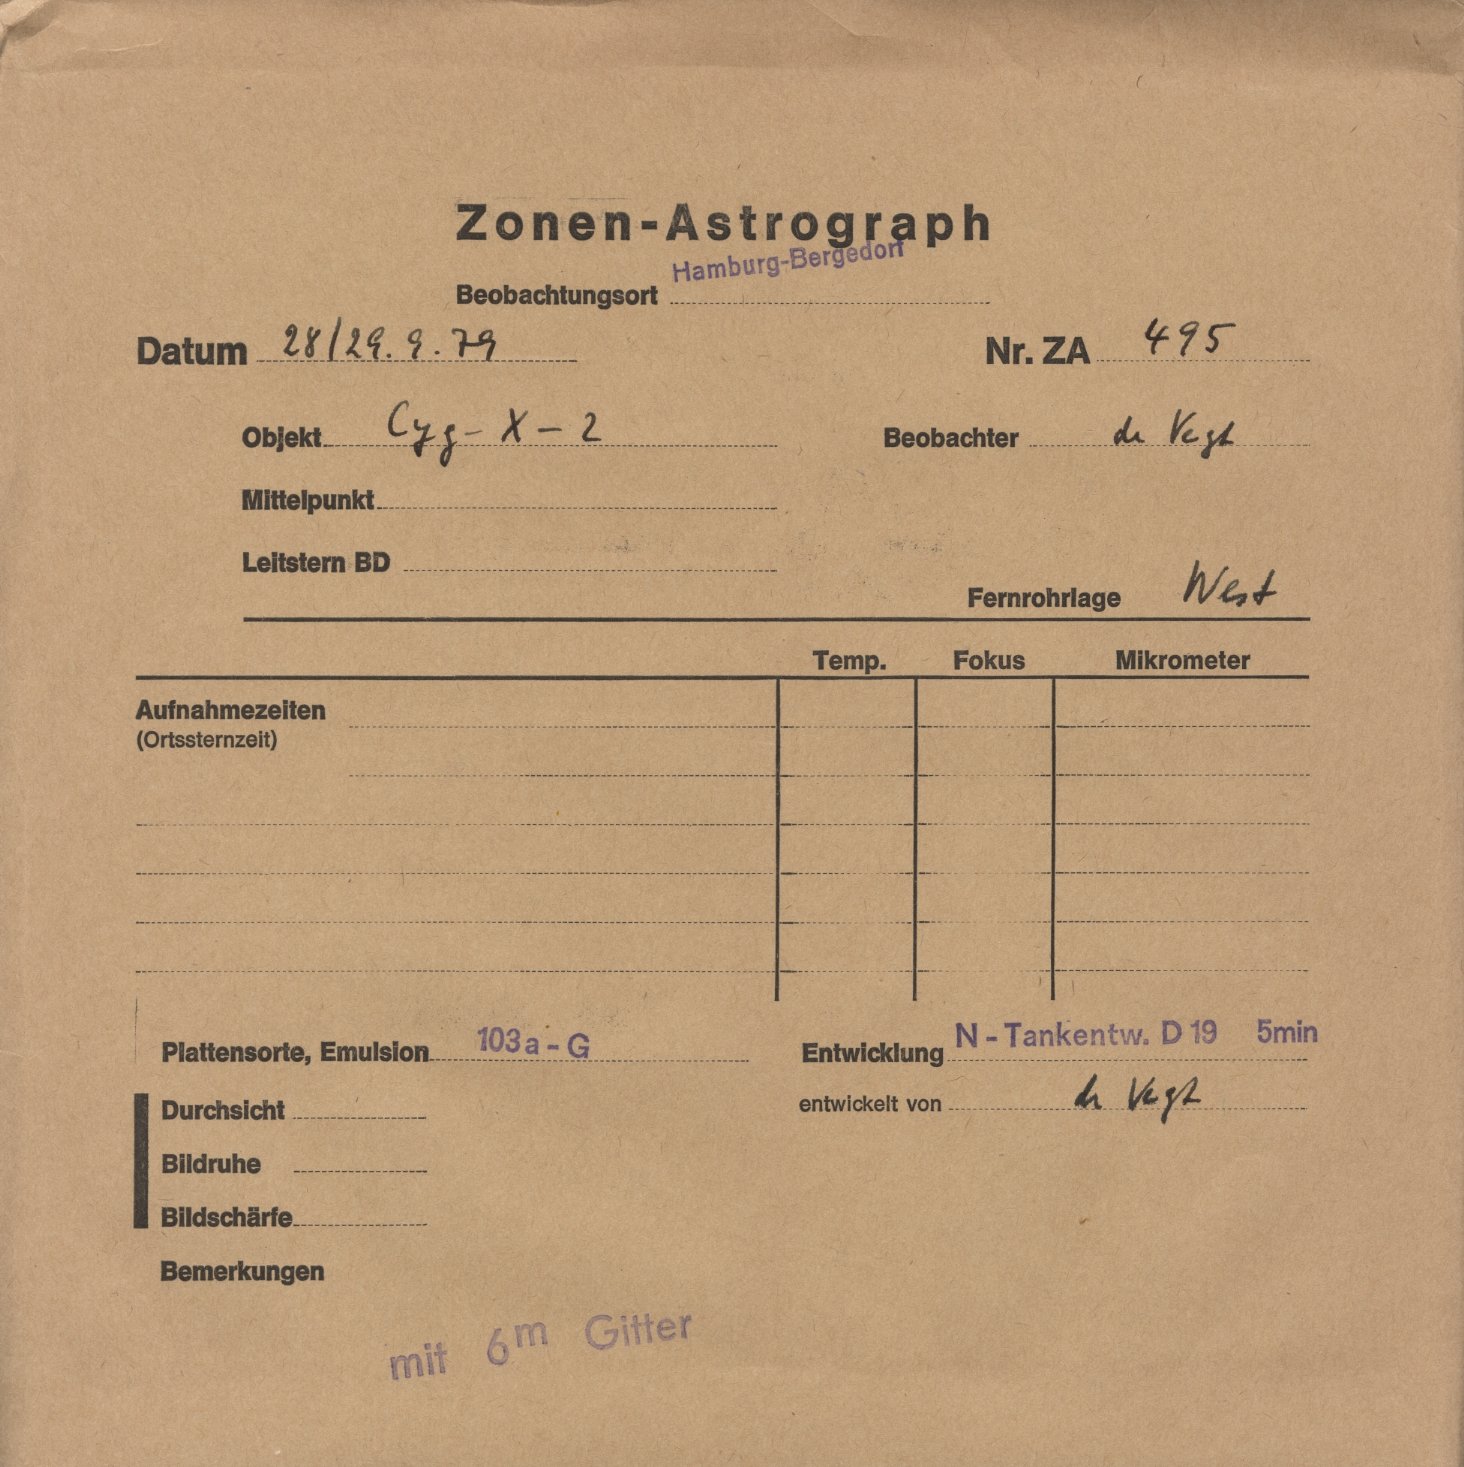 Zonen-Astrograph
Hamburg-Bergedorf
Beobachtungsort
Datum 28/29. 9. 79 Nr. ZA 495
Objekt Cyg-X-2 Beobachter de Vegt
Mittelpunkt
Leitstern BD
Fernrohrlage West
Temp. Fokus Mikrometer
Aufnahmezeiten
(Ortssternzeit)
Plattensorte, Emulsion 103a-G Entwicklung N-Tankentw. D19 5min
Durchsicht entwickelt von de Vegt
Bildruhe
Bildschärfe
Bemerkungen
mit 6m Gitter